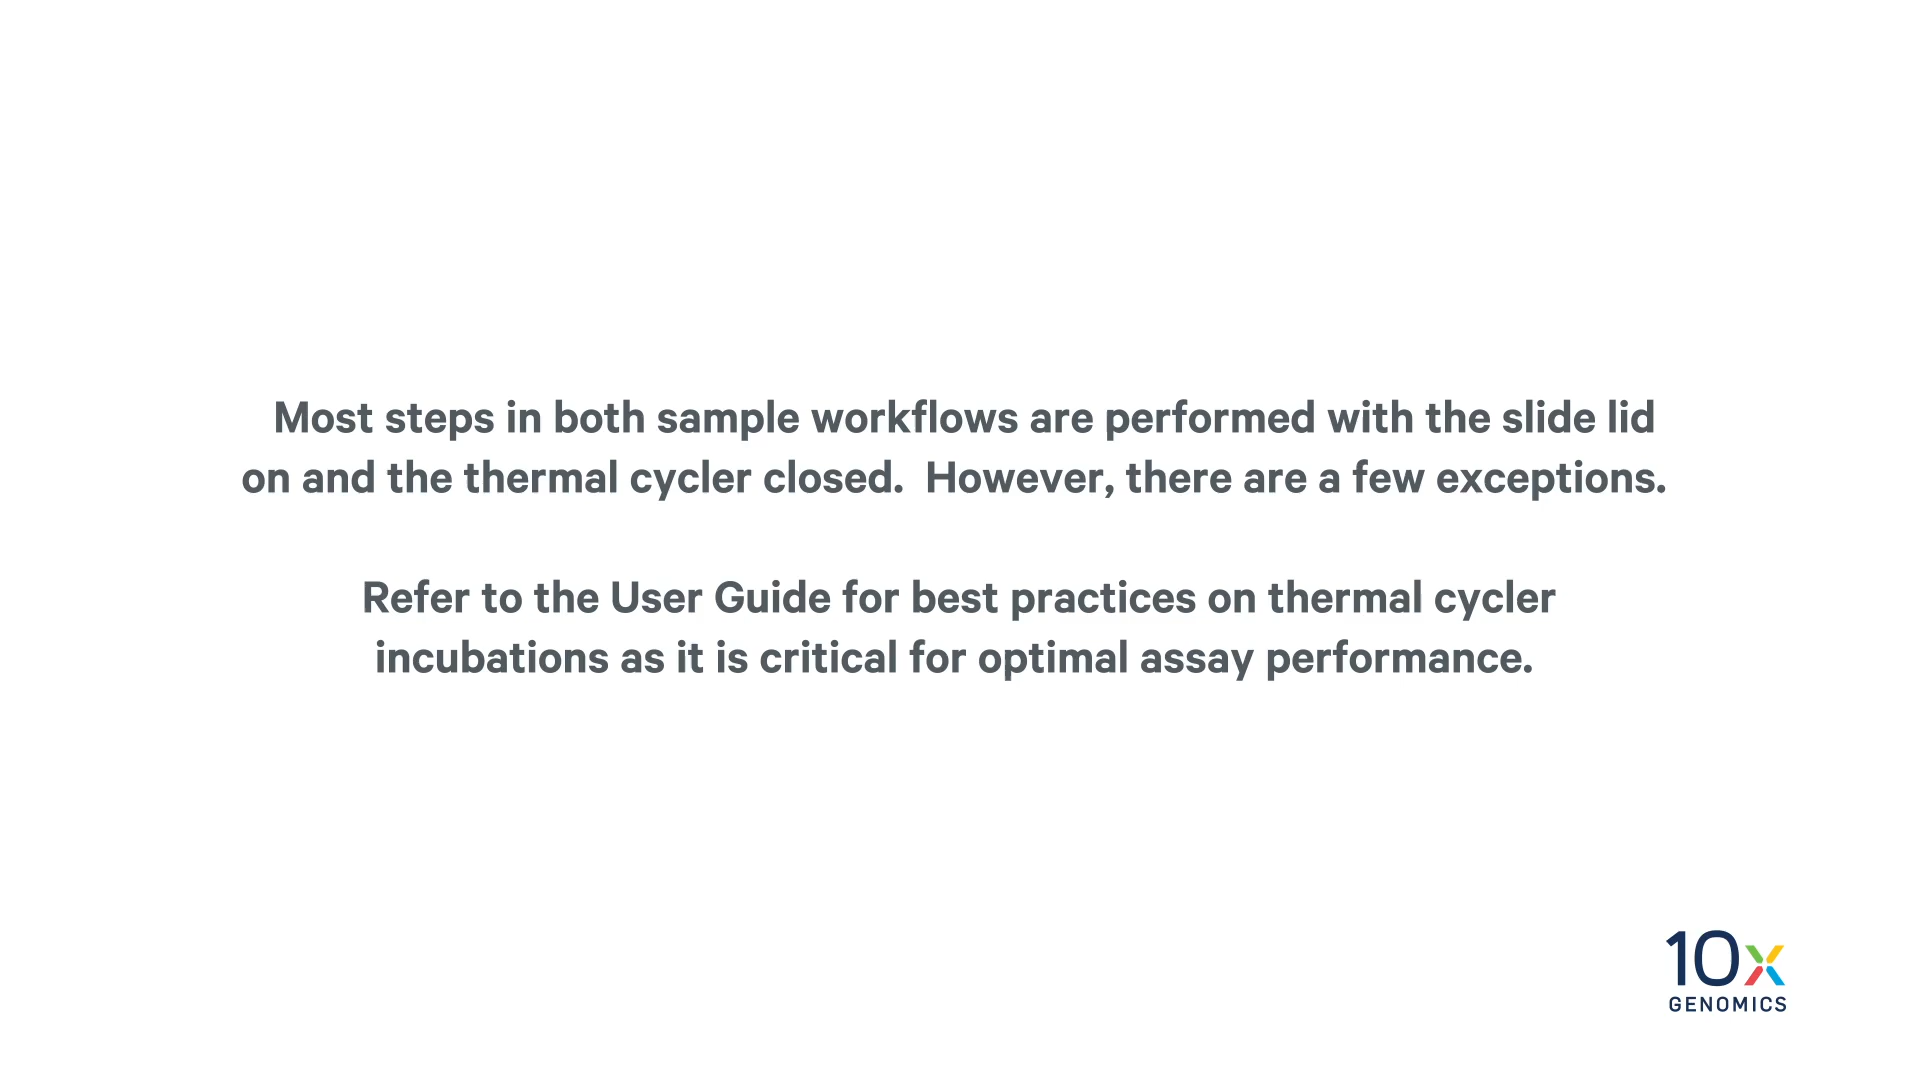 Most steps in both sample workflows are performed with the slide lid
on and the thermal cycler closed.  However, there are a few exceptions.
Refer to the User Guide for best practices on thermal cycler
incubations as it is critical for optimal assay performance.
10x
GENOMICS